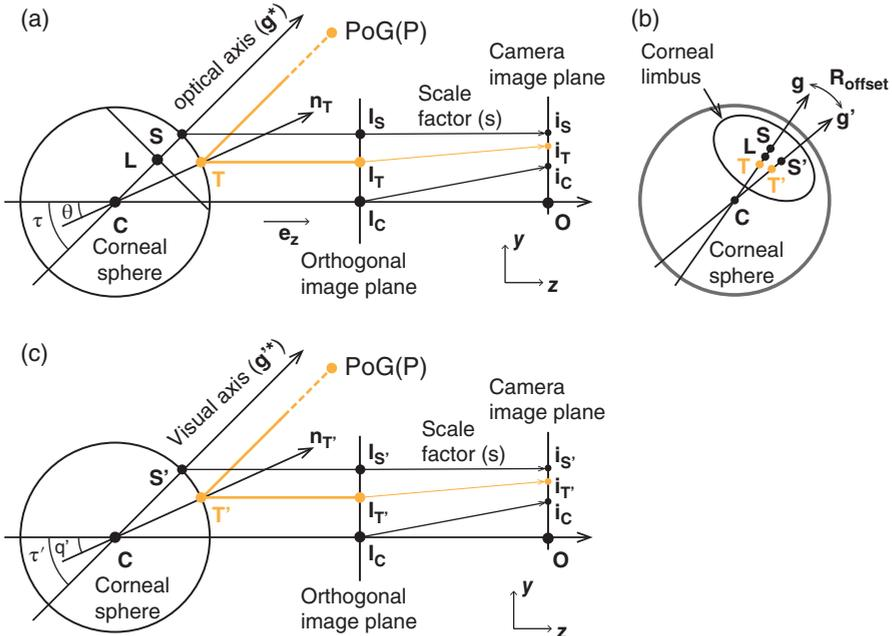 (a)
optical axis (g*)
PoG(P)
n_T
S
L
T
C
τ
θ
Corneal
sphere
e_z
I_S
I_T
I_C
Orthogonal
image plane
Scale
factor (s)
Camera
image plane
i_S
i_T
i_C
O
y
z
(b)
Corneal
limbus
g
R_offset
g'
S
L
T
S'
T'
C
Corneal
sphere
(c)
Visual axis (g'*)
PoG(P)
n_T'
S'
T'
C
τ'
q'
Corneal
sphere
I_S'
I_T'
I_C
Orthogonal
image plane
Scale
factor (s)
Camera
image plane
i_S'
i_T'
i_C
O
y
z